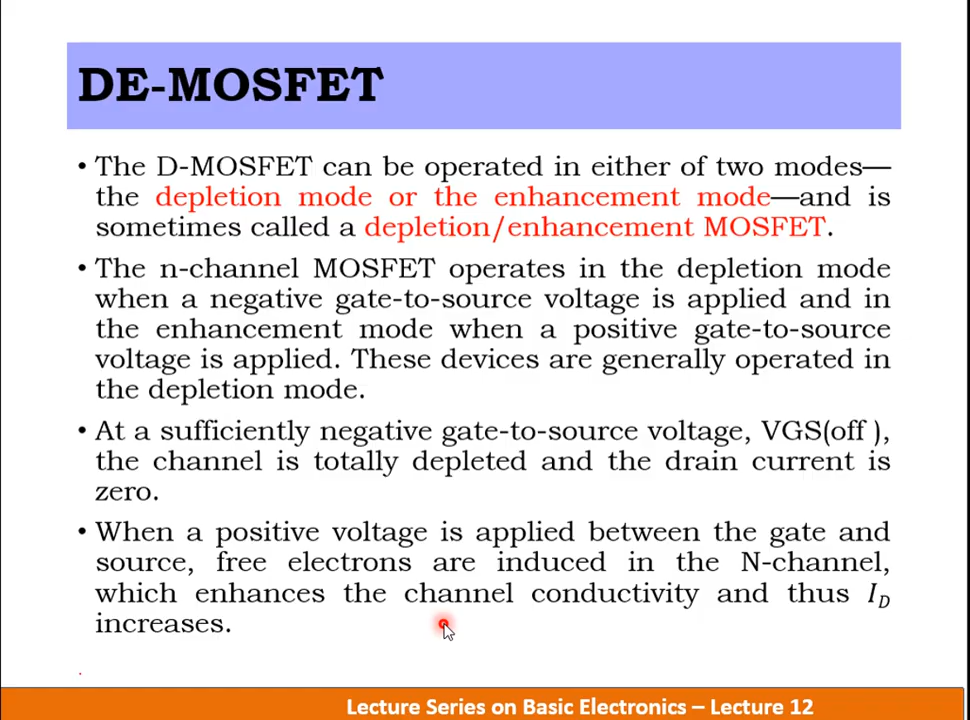 DE-MOSFET
• The D-MOSFET can be operated in either of two modes—
the depletion mode or the enhancement mode—and is
sometimes called a depletion/enhancement MOSFET.
• The n-channel MOSFET operates in the depletion mode
when a negative gate-to-source voltage is applied and in
the enhancement mode when a positive gate-to-source
voltage is applied. These devices are generally operated in
the depletion mode.
• At a sufficiently negative gate-to-source voltage, VGS(off ),
the channel is totally depleted and the drain current is
zero.
• When a positive voltage is applied between the gate and
source, free electrons are induced in the N-channel,
which enhances the channel conductivity and thus I_D
increases.
.
Lecture Series on Basic Electronics – Lecture 12